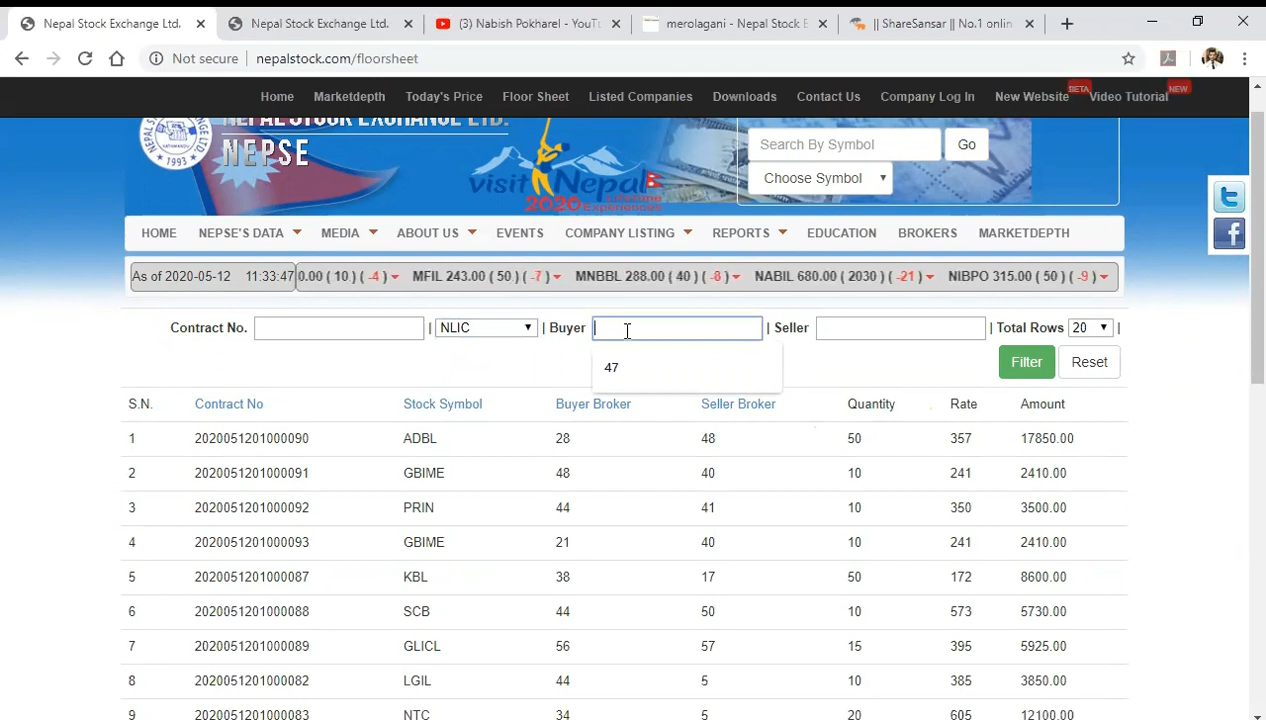 Nepal Stock Exchange Ltd.
Nepal Stock Exchange Ltd.
(3) Nabish Pokharel - YouT
merolagani - Nepal Stock E
|| ShareSansar || No.1 onlin
Not secure | nepalstock.com/floorsheet
BETA
NEW
Home Marketdepth Today's Price Floor Sheet Listed Companies Downloads Contact Us Company Log In New Website Video Tutorial
NEPAL STOCK EXCHANGE LTD.
NEPSE
1993
visit Nepal
2020 Lifetime Experiences
Search By Symbol Go
Choose Symbol
HOME NEPSE'S DATA MEDIA ABOUT US EVENTS COMPANY LISTING REPORTS EDUCATION BROKERS MARKETDEPTH
As of 2020-05-12 11:33:47 0.00 ( 10 ) ( -4 ) MFIL 243.00 ( 50 ) ( -7 ) MNBBL 288.00 ( 40 ) ( -8 ) NABIL 680.00 ( 2030 ) ( -21 ) NIBPO 315.00 ( 50 ) ( -9 )
Contract No. | NLIC | Buyer | Seller | Total Rows 20 |
47
Filter Reset
S.N. Contract No Stock Symbol Buyer Broker Seller Broker Quantity Rate Amount
1 2020051201000090 ADBL 28 48 50 357 17850.00
2 2020051201000091 GBIME 48 40 10 241 2410.00
3 2020051201000092 PRIN 44 41 10 350 3500.00
4 2020051201000093 GBIME 21 40 10 241 2410.00
5 2020051201000087 KBL 38 17 50 172 8600.00
6 2020051201000088 SCB 44 50 10 573 5730.00
7 2020051201000089 GLICL 56 57 15 395 5925.00
8 2020051201000082 LGIL 44 5 10 385 3850.00
9 2020051201000083 NTC 34 5 20 605 12100.00